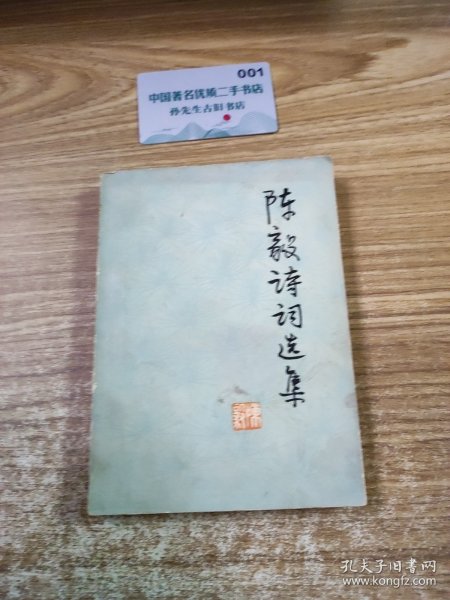 001
中国著名优质二手书店
孙先生古旧书店
陈毅诗词选集
孔夫子旧书网
www.kongfz.com